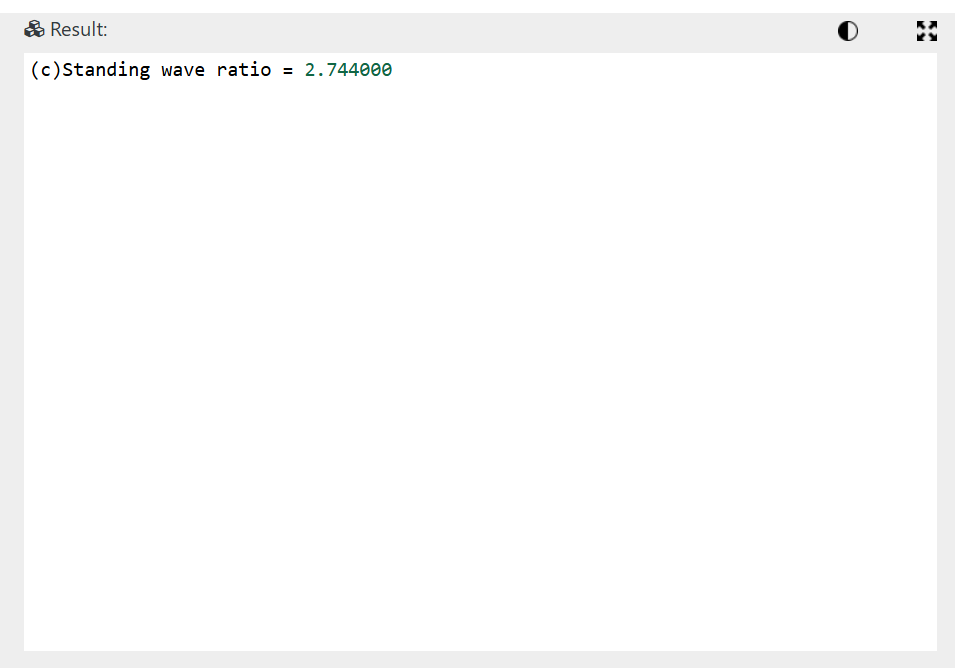 Result:
(c)Standing wave ratio = 2.744000